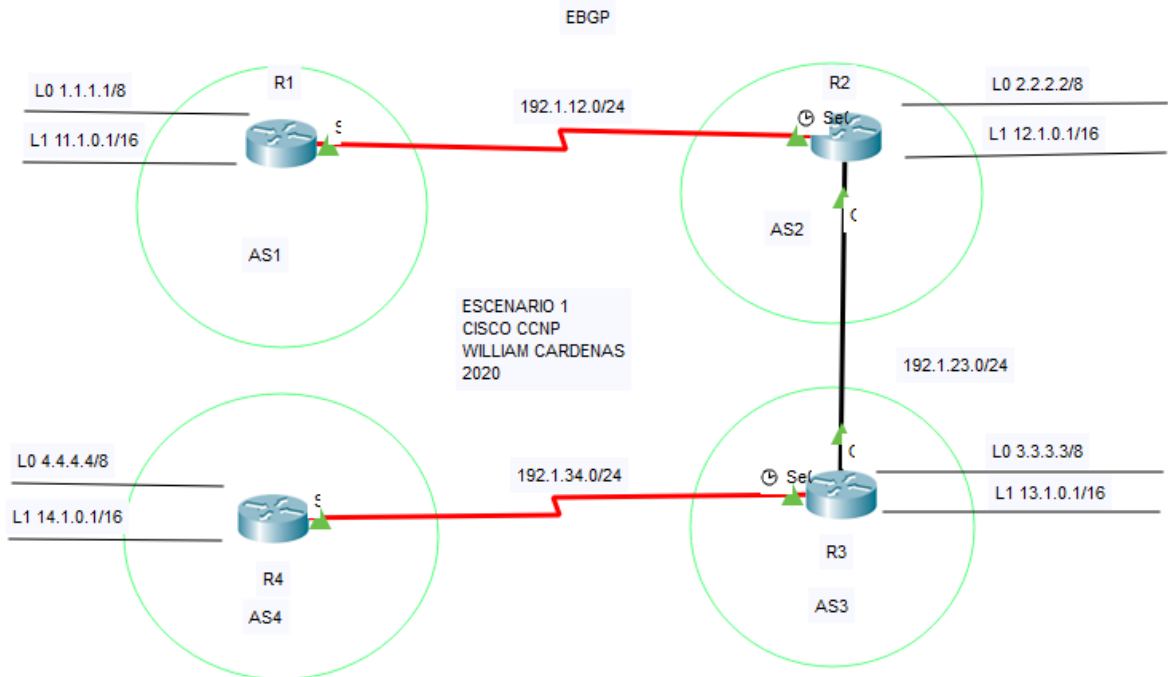 EBGP
R1
R2
L0 1.1.1.1/8
192.1.12.0/24
L0 2.2.2.2/8
L1 11.1.0.1/16
L1 12.1.0.1/16
AS1
AS2
ESCENARIO 1
CISCO CCNP
WILLIAM CARDENAS
2020
192.1.23.0/24
L0 4.4.4.4/8
192.1.34.0/24
L0 3.3.3.3/8
L1 14.1.0.1/16
L1 13.1.0.1/16
R4
R3
AS4
AS3